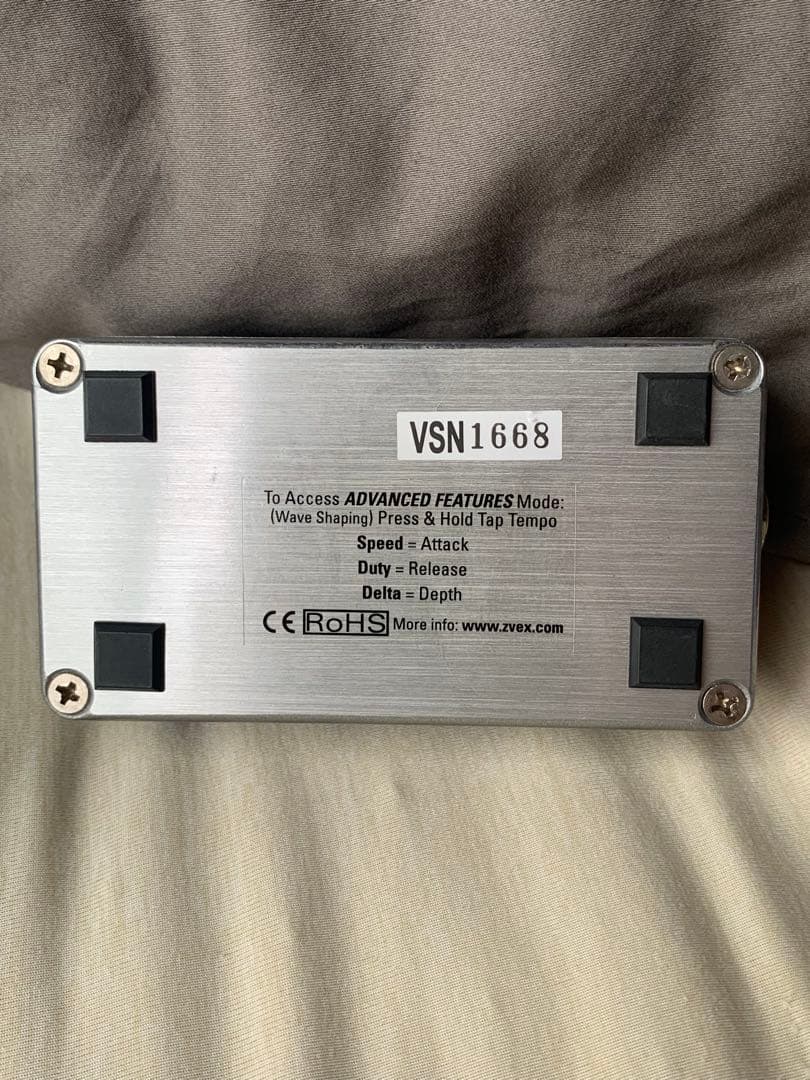 VSN1668
To Access ADVANCED FEATURES Mode:
(Wave Shaping) Press & Hold Tap Tempo
Speed = Attack
Duty = Release
Delta = Depth
CE RoHS More info: www.zvex.com